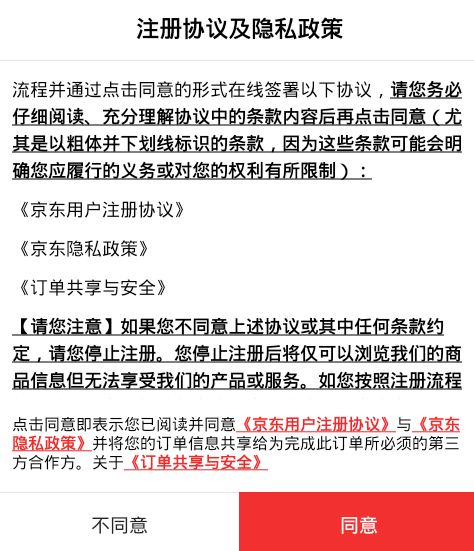 注册协议及隐私政策
流程并通过点击同意的形式在线签署以下协议，请您务必
仔细阅读、充分理解协议中的条款内容后再点击同意（尤
其是以粗体并下划线标识的条款，因为这些条款可能会明
确您应履行的义务或对您的权利有所限制）：
《京东用户注册协议》
《京东隐私政策》
《订单共享与安全》
【请您注意】如果您不同意上述协议或其中任何条款约
定，请您停止注册。您停止注册后将仅可以浏览我们的商
品信息但无法享受我们的产品或服务。如您按照注册流程
点击同意即表示您已阅读并同意《京东用户注册协议》与《京东
隐私政策》并将您的订单信息共享给为完成此订单所必须的第三
方合作方。关于《订单共享与安全》
不同意
同意